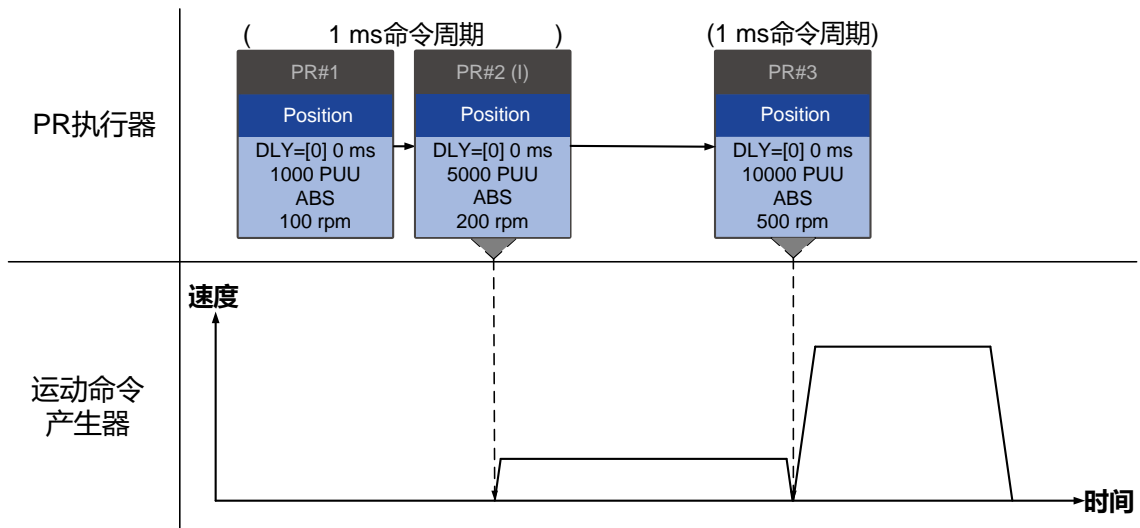 ( 1 ms命令周期 )
(1 ms命令周期)
PR执行器
PR#1
Position
DLY=[0] 0 ms
1000 PUU
ABS
100 rpm
PR#2 (I)
Position
DLY=[0] 0 ms
5000 PUU
ABS
200 rpm
PR#3
Position
DLY=[0] 0 ms
10000 PUU
ABS
500 rpm
运动命令
产生器
速度
时间